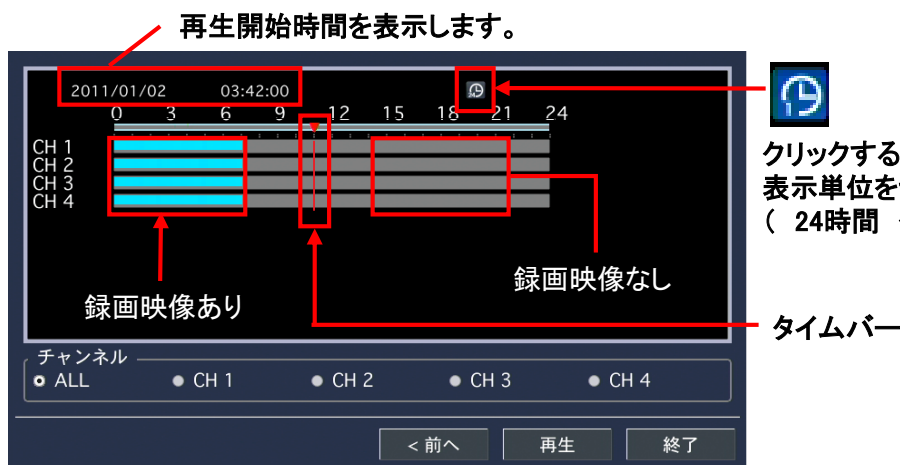 再生開始時間を表示します。
2011/01/02 03:42:00
0 3 6 9 12 15 18 21 24
CH 1
CH 2
CH 3
CH 4
クリックする
表示単位を
( 24時間
録画映像なし
録画映像あり
タイムバー
チャンネル
ALL CH 1 CH 2 CH 3 CH 4
< 前へ 再生 終了